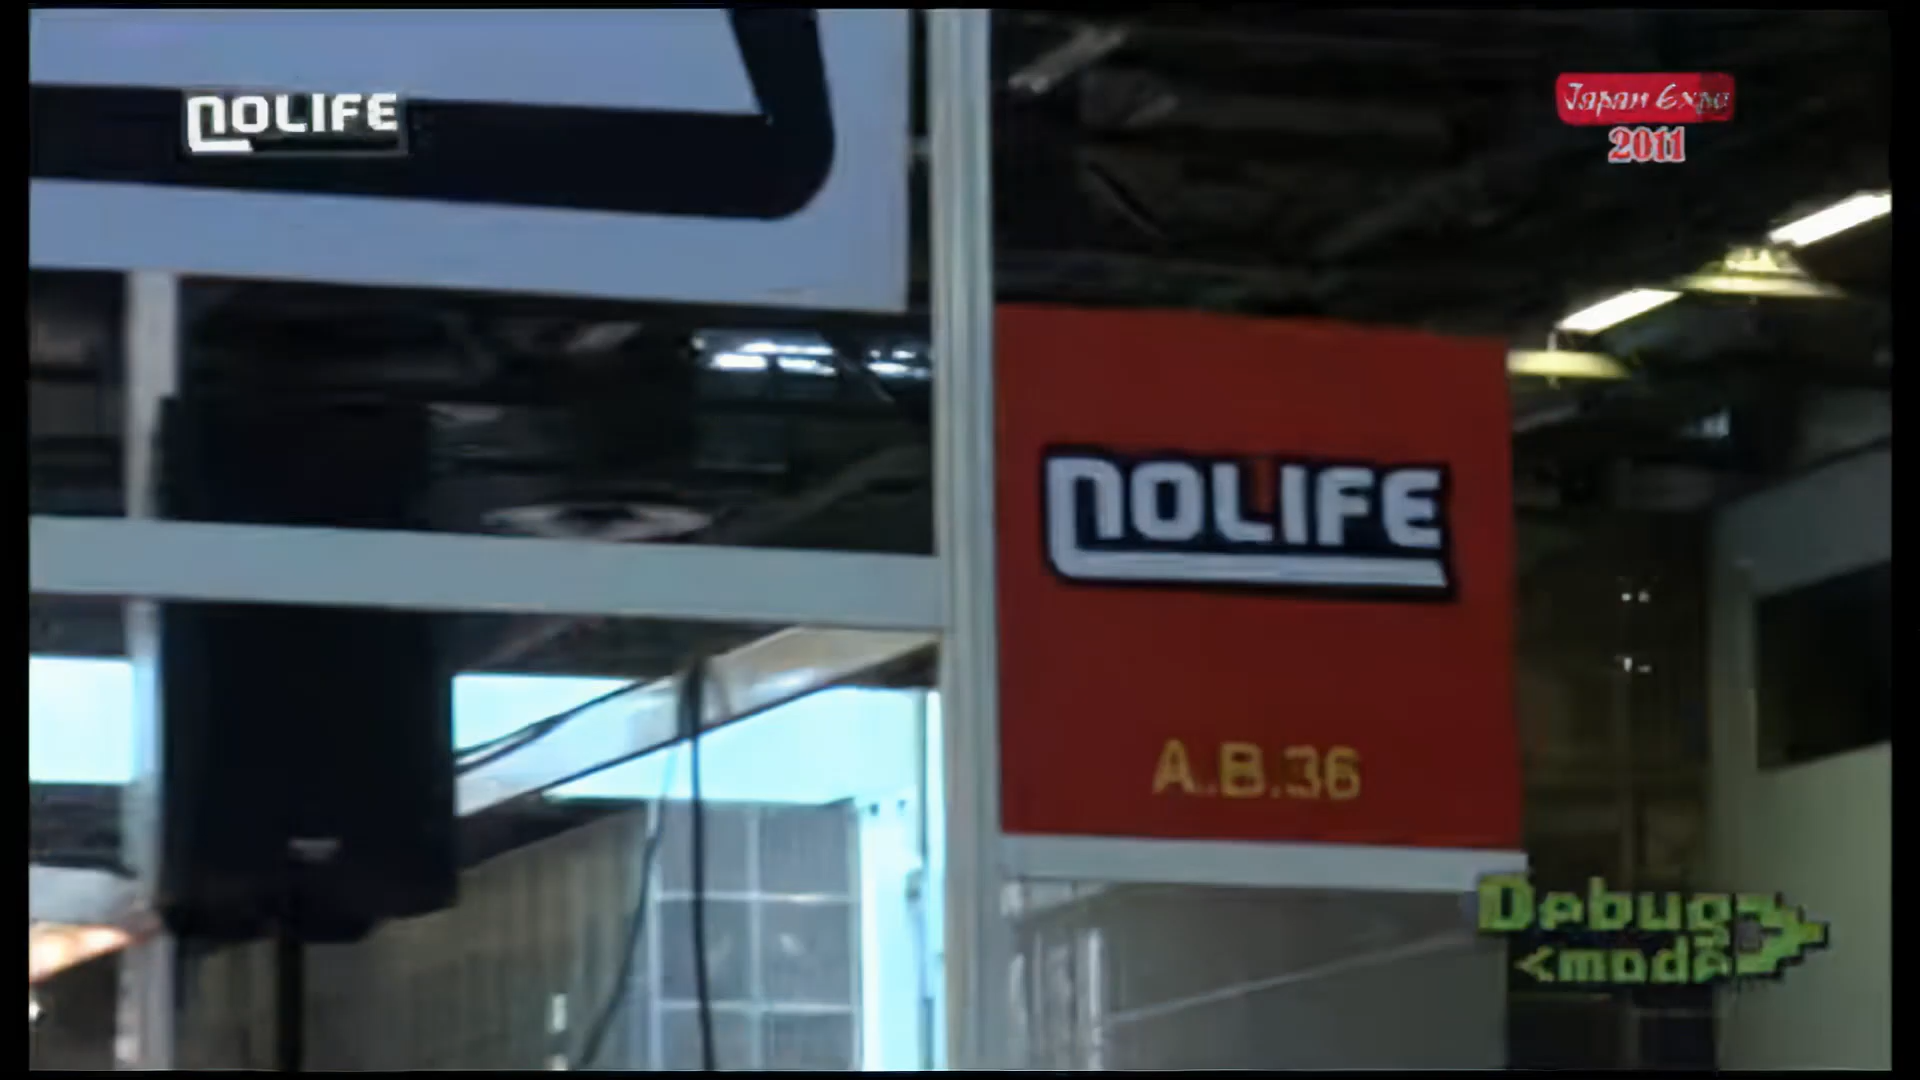 NOLIFE
Japan Expo
2011
NOLIFE
A.B.36
Debug
<mode>